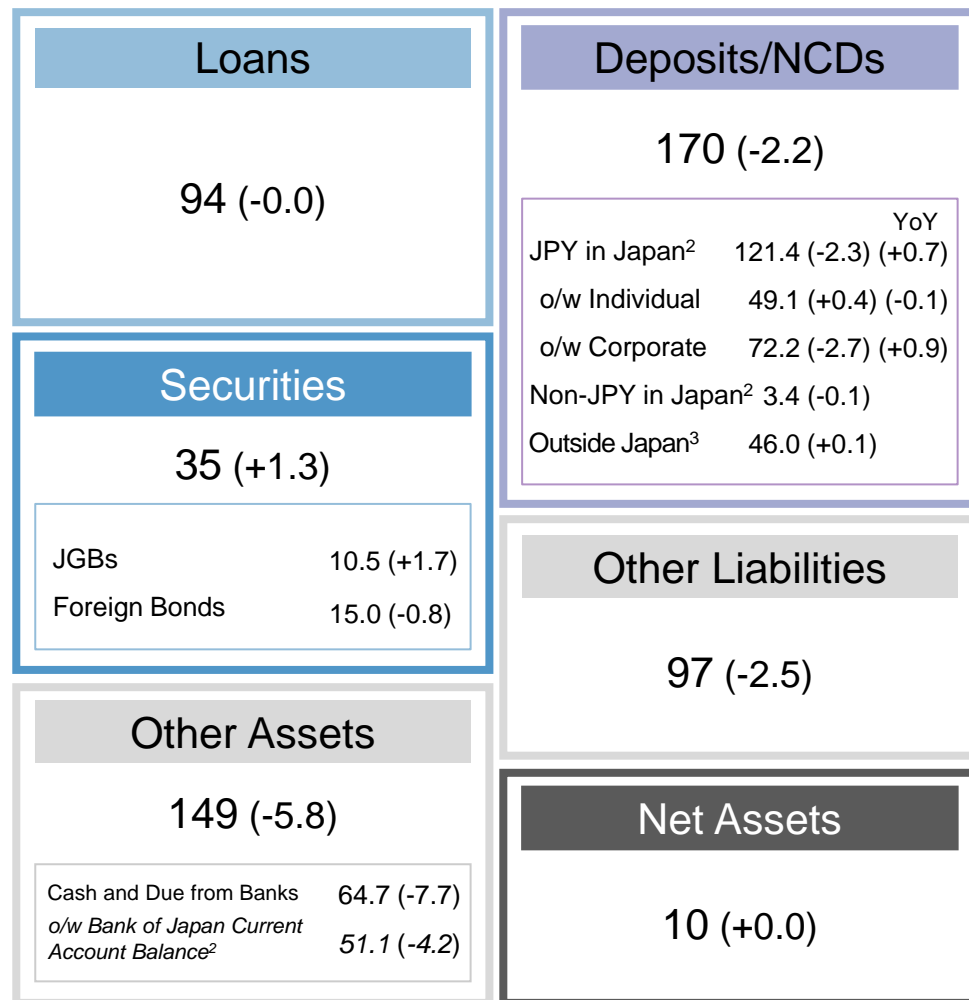 Loans
94 (-0.0)
Securities
35 (+1.3)
JGBs 10.5 (+1.7)
Foreign Bonds 15.0 (-0.8)
Other Assets
149 (-5.8)
Cash and Due from Banks 64.7 (-7.7)
o/w Bank of Japan Current
Account Balance² 51.1 (-4.2)
Deposits/NCDs
170 (-2.2)
YoY
JPY in Japan² 121.4 (-2.3) (+0.7)
o/w Individual 49.1 (+0.4) (-0.1)
o/w Corporate 72.2 (-2.7) (+0.9)
Non-JPY in Japan² 3.4 (-0.1)
Outside Japan³ 46.0 (+0.1)
Other Liabilities
97 (-2.5)
Net Assets
10 (+0.0)